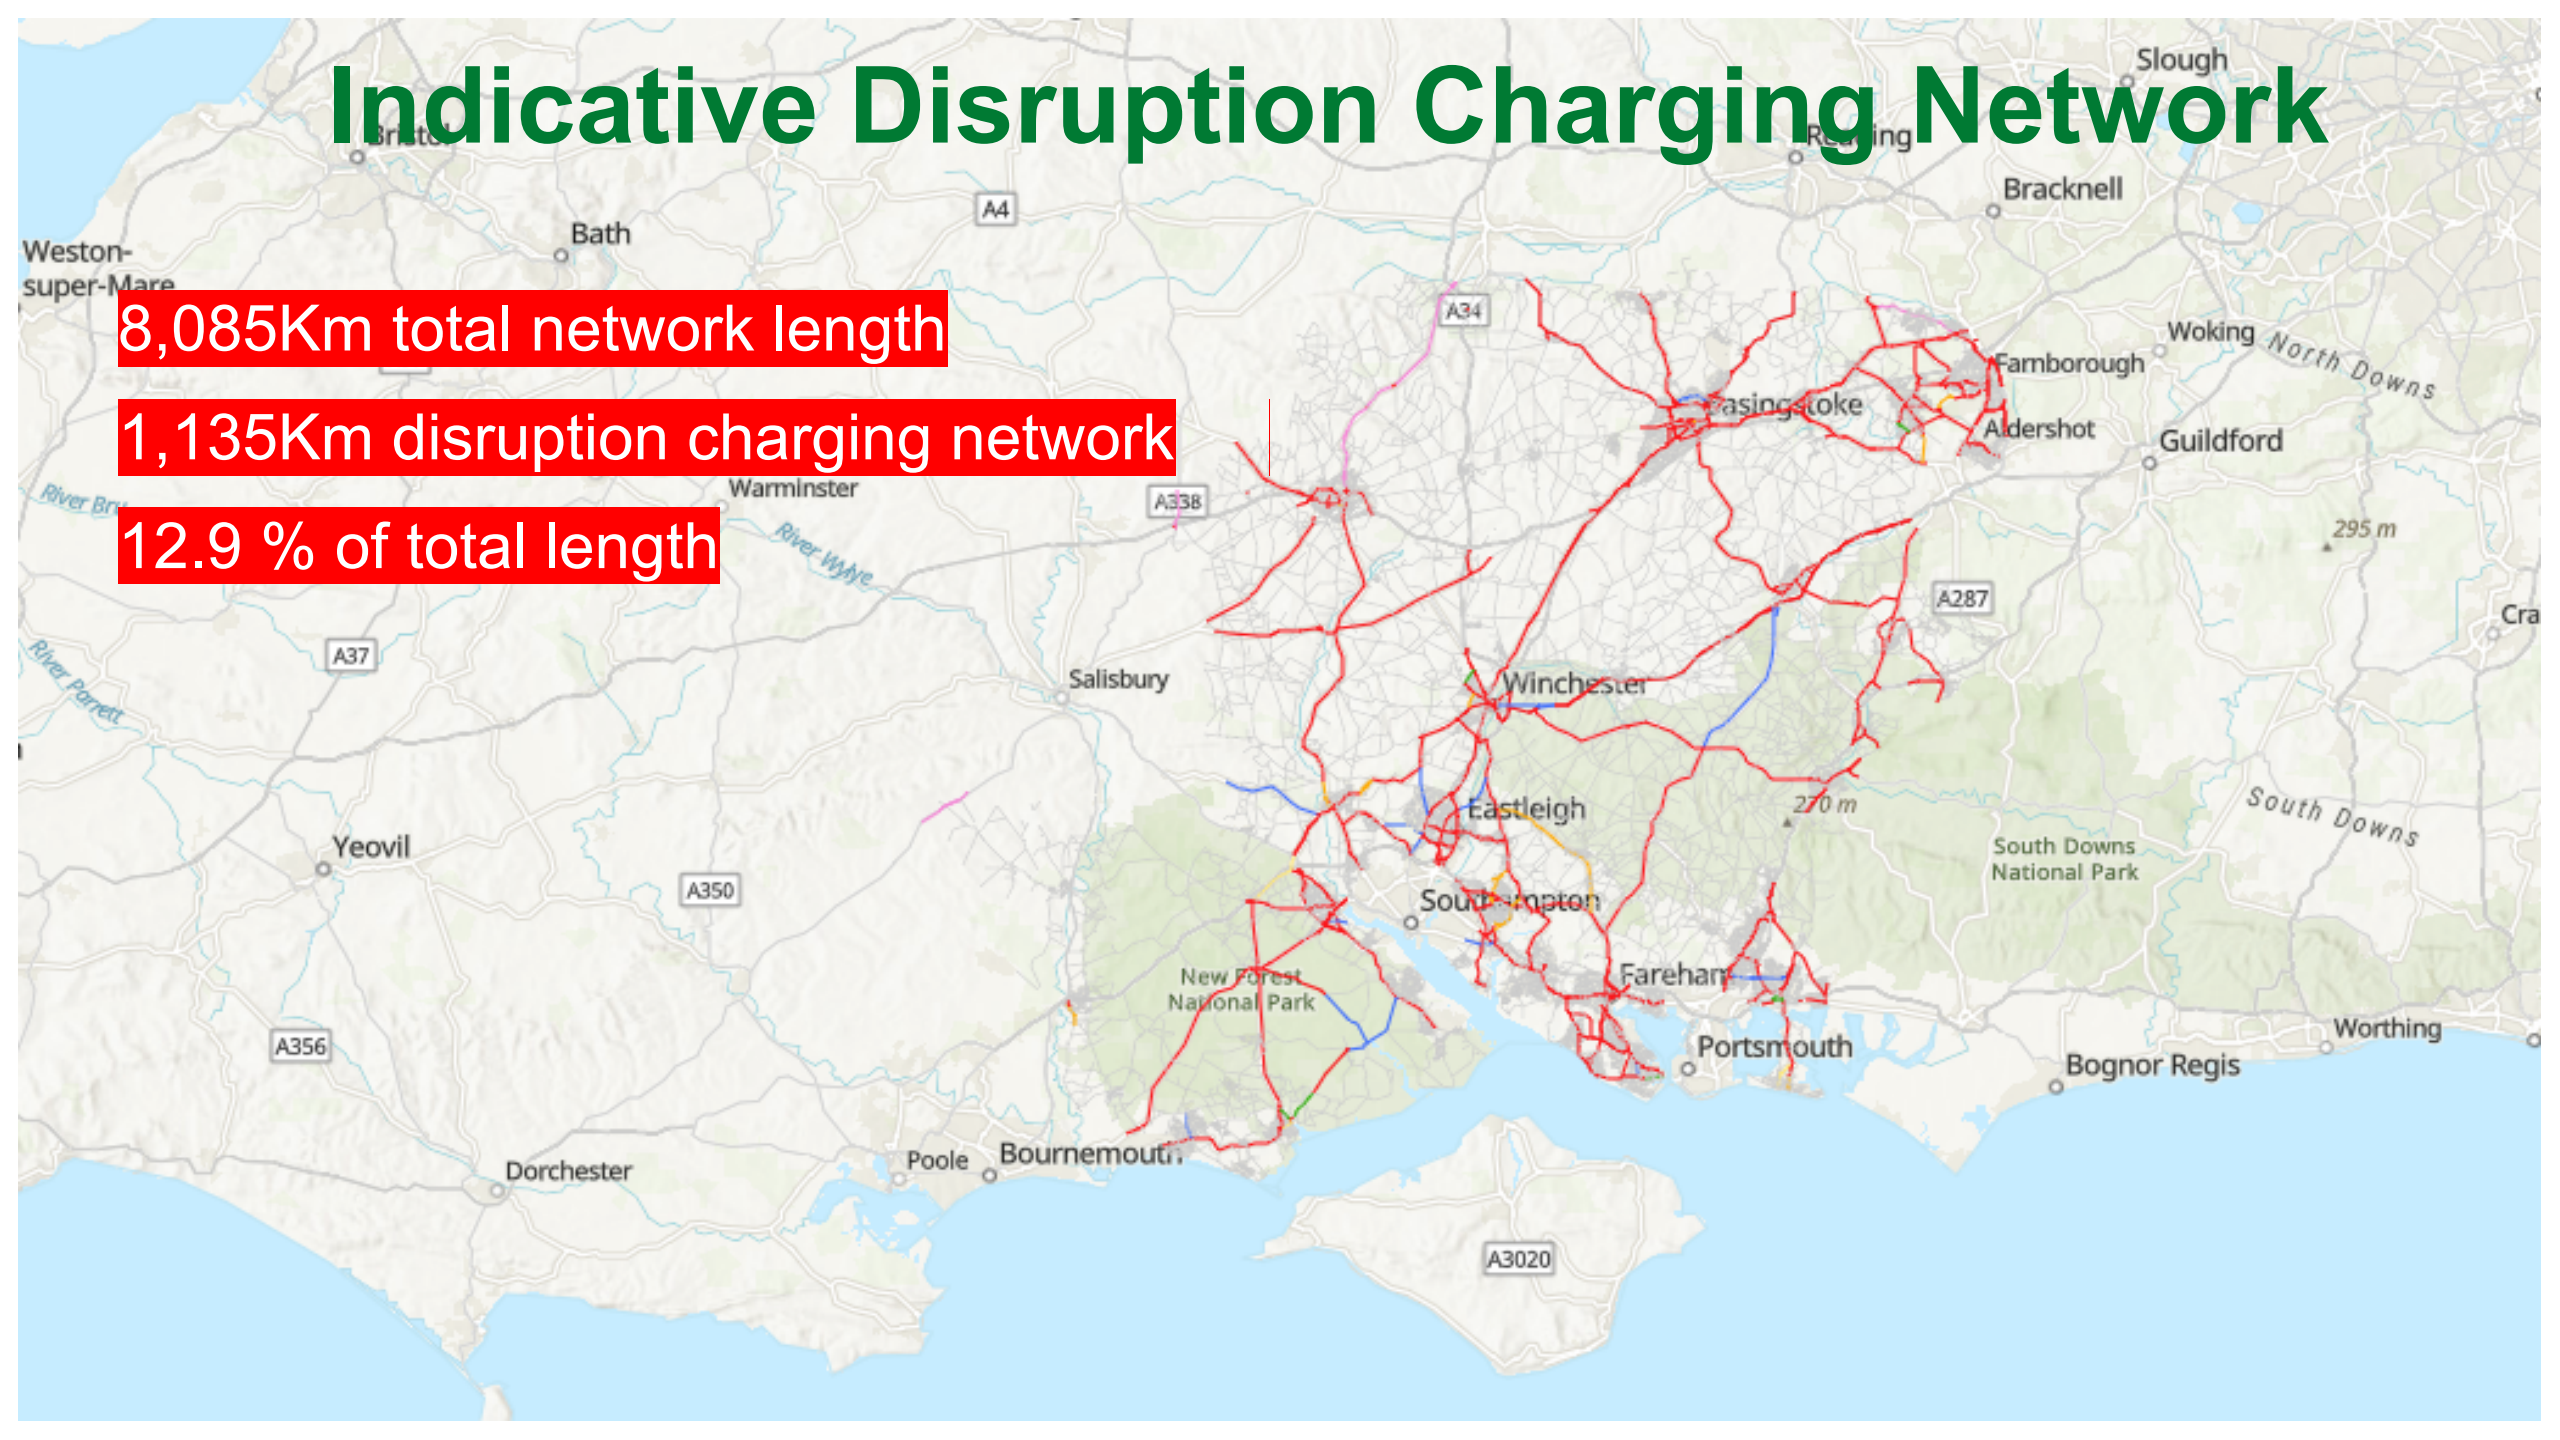 Indicative Disruption Charging Network
Slough
Bristol
Reading
Bracknell
A4
Bath
Weston-
super-Mare
8,085Km total network length
A34
Woking
North Downs
Farnborough
1,135Km disruption charging network
Basingstoke
Aldershot
Guildford
Warminster
A338
River Bru
12.9 % of total length
River Wylye
295 m
A287
Cra
A37
River Parrett
Salisbury
Winchester
Eastleigh
270 m
South Downs
Yeovil
South Downs
National Park
A350
Southampton
New Forest
National Park
Fareham
A356
Portsmouth
Worthing
Bognor Regis
Dorchester
Poole
Bournemouth
A3020